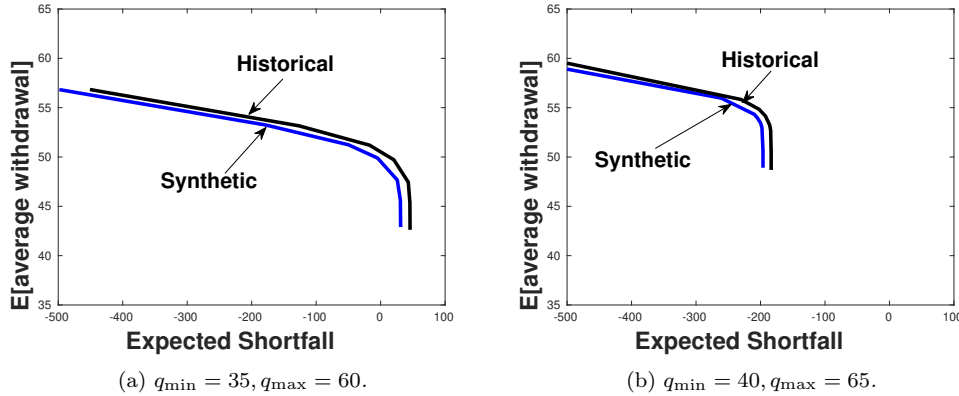 65
60
55
50
45
40
35
E[average withdrawal]
Historical
Synthetic
-500 -400 -300 -200 -100 0 100
Expected Shortfall
(a) q_min = 35, q_max = 60.
65
60
55
50
45
40
35
E[average withdrawal]
Historical
Synthetic
-500 -400 -300 -200 -100 0 100
Expected Shortfall
(b) q_min = 40, q_max = 65.